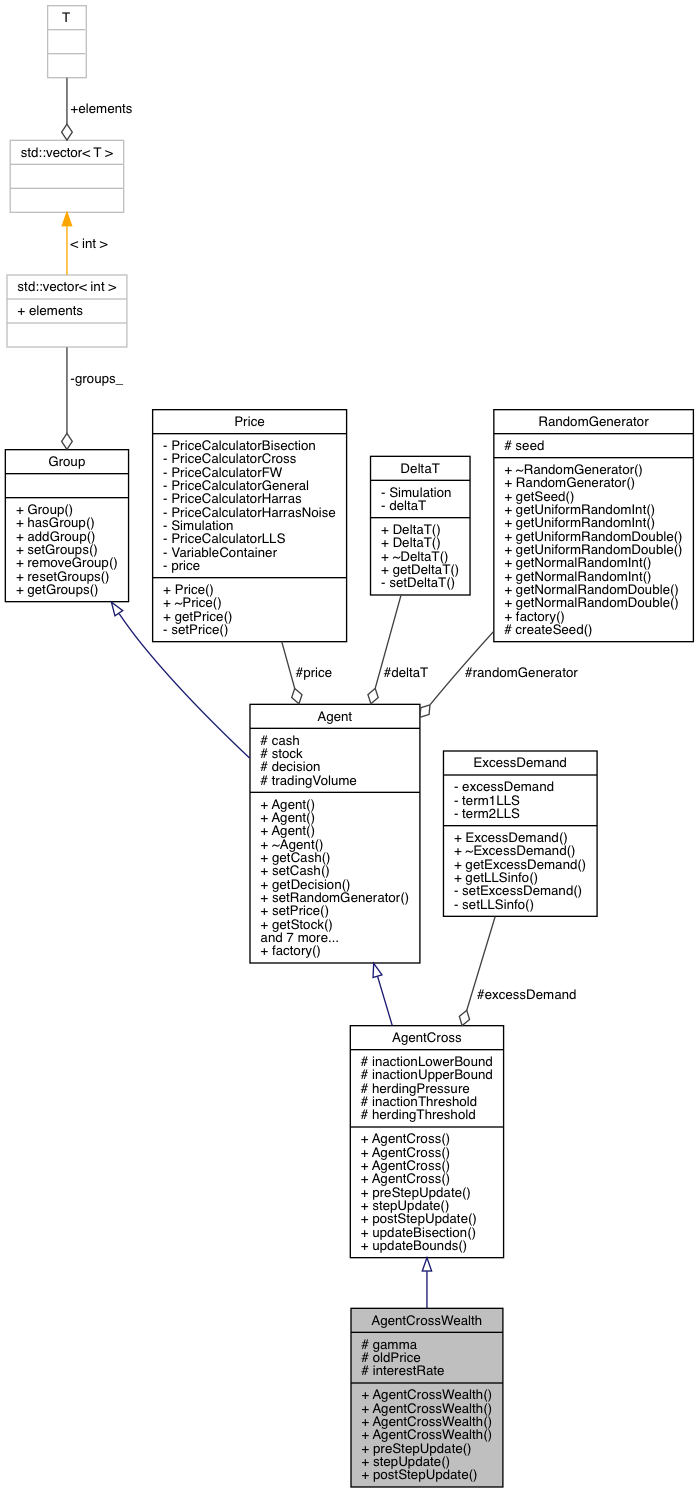 T
+elements
std::vector< T >
< int >
std::vector< int >
+ elements
-groups_
Group
+ Group()
+ hasGroup()
+ addGroup()
+ setGroups()
+ removeGroup()
+ resetGroups()
+ getGroups()
Price
- PriceCalculatorBisection
- PriceCalculatorCross
- PriceCalculatorFW
- PriceCalculatorGeneral
- PriceCalculatorHarras
- PriceCalculatorHarrasNoise
- Simulation
- PriceCalculatorLLS
- VariableContainer
- price
+ Price()
+ ~Price()
+ getPrice()
- setPrice()
DeltaT
- Simulation
- deltaT
+ DeltaT()
+ DeltaT()
+ ~DeltaT()
+ getDeltaT()
- setDeltaT()
RandomGenerator
# seed
+ ~RandomGenerator()
+ RandomGenerator()
+ getSeed()
+ getUniformRandomInt()
+ getUniformRandomInt()
+ getUniformRandomDouble()
+ getUniformRandomDouble()
+ getNormalRandomInt()
+ getNormalRandomInt()
+ getNormalRandomDouble()
+ getNormalRandomDouble()
+ factory()
# createSeed()
#price
#deltaT
#randomGenerator
Agent
# cash
# stock
# decision
# tradingVolume
+ Agent()
+ Agent()
+ Agent()
+ ~Agent()
+ getCash()
+ setCash()
+ getDecision()
+ setRandomGenerator()
+ setPrice()
+ getStock()
and 7 more...
+ factory()
ExcessDemand
- excessDemand
- term1LLS
- term2LLS
+ ExcessDemand()
+ ~ExcessDemand()
+ getExcessDemand()
+ getLLSinfo()
- setExcessDemand()
- setLLSinfo()
#excessDemand
AgentCross
# inactionLowerBound
# inactionUpperBound
# herdingPressure
# inactionThreshold
# herdingThreshold
+ AgentCross()
+ AgentCross()
+ AgentCross()
+ AgentCross()
+ preStepUpdate()
+ stepUpdate()
+ postStepUpdate()
+ updateBisection()
+ updateBounds()
AgentCrossWealth
# gamma
# oldPrice
# interestRate
+ AgentCrossWealth()
+ AgentCrossWealth()
+ AgentCrossWealth()
+ AgentCrossWealth()
+ preStepUpdate()
+ stepUpdate()
+ postStepUpdate()